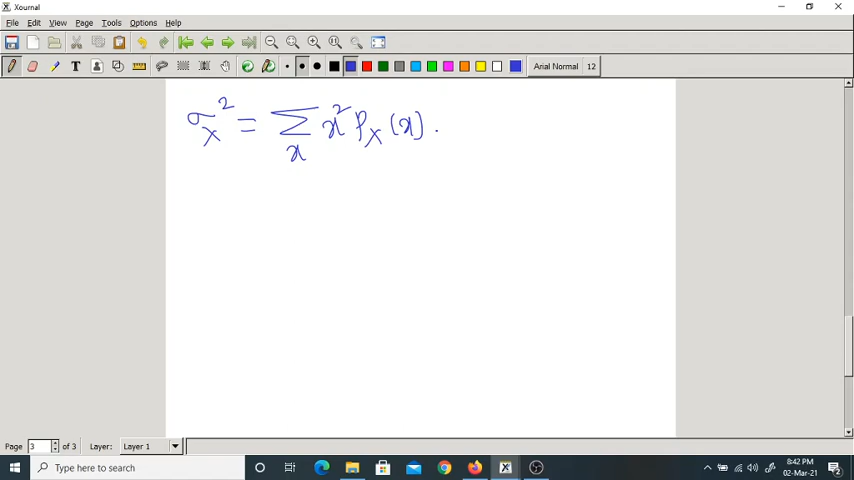 Xournal
File Edit View Page Tools Options Help
Arial Normal 12
σ_X^2 = Σ_x x^2 p_X(x).
Page 3 of 3 Layer: Layer 1
Type here to search
8:42 PM
02-Mar-21
2